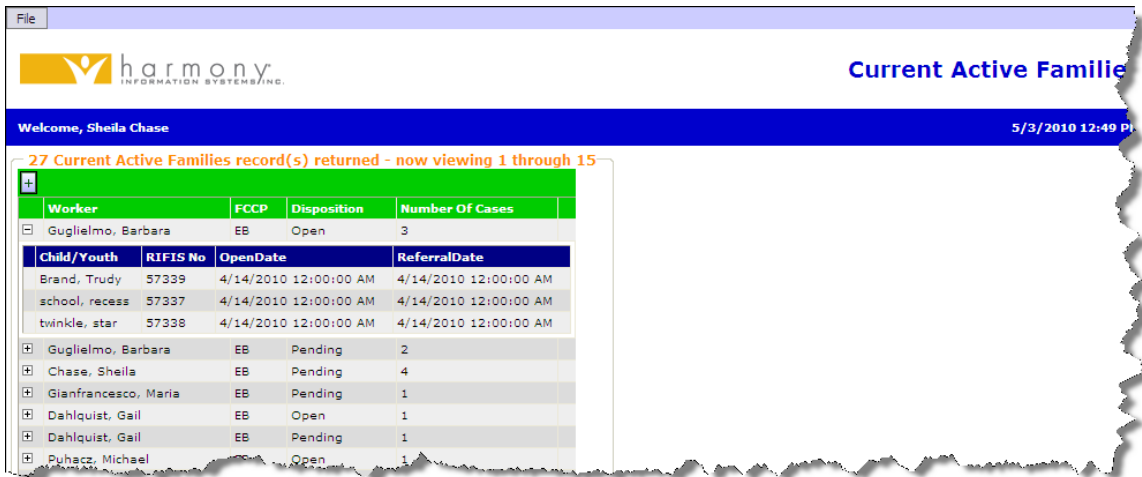 File
harmony
INFORMATION SYSTEMS, INC.
Current Active Familie
Welcome, Sheila Chase 5/3/2010 12:49
27 Current Active Families record(s) returned - now viewing 1 through 15
Worker FCCP Disposition Number Of Cases
Guglielmo, Barbara EB Open 3
Child/Youth RIFIS No OpenDate ReferralDate
Brand, Trudy 57339 4/14/2010 12:00:00 AM 4/14/2010 12:00:00 AM
school, recess 57337 4/14/2010 12:00:00 AM 4/14/2010 12:00:00 AM
twinkle, star 57338 4/14/2010 12:00:00 AM 4/14/2010 12:00:00 AM
Guglielmo, Barbara EB Pending 2
Chase, Sheila EB Pending 4
Gianfrancesco, Maria EB Pending 1
Dahlquist, Gail EB Open 1
Dahlquist, Gail EB Pending 1
Puhacz, Michael Open 1